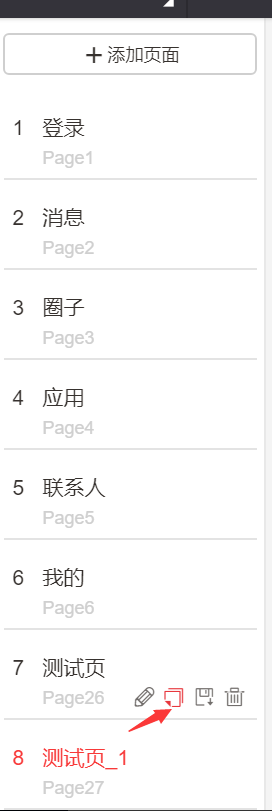 + 添加页面
1 登录
Page1
2 消息
Page2
3 圈子
Page3
4 应用
Page4
5 联系人
Page5
6 我的
Page6
7 测试页
Page26
8 测试页_1
Page27